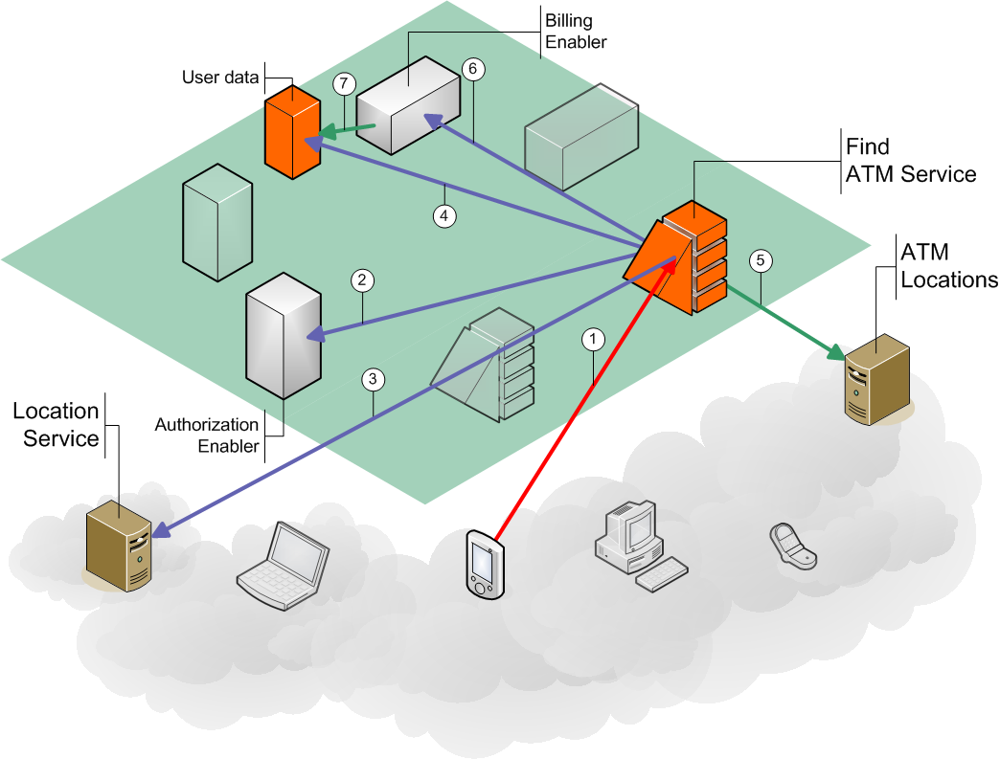 Billing
Enabler
6
User data
7
Find
ATM Service
4
ATM
Locations
5
2
1
3
Location
Service
Authorization
Enabler